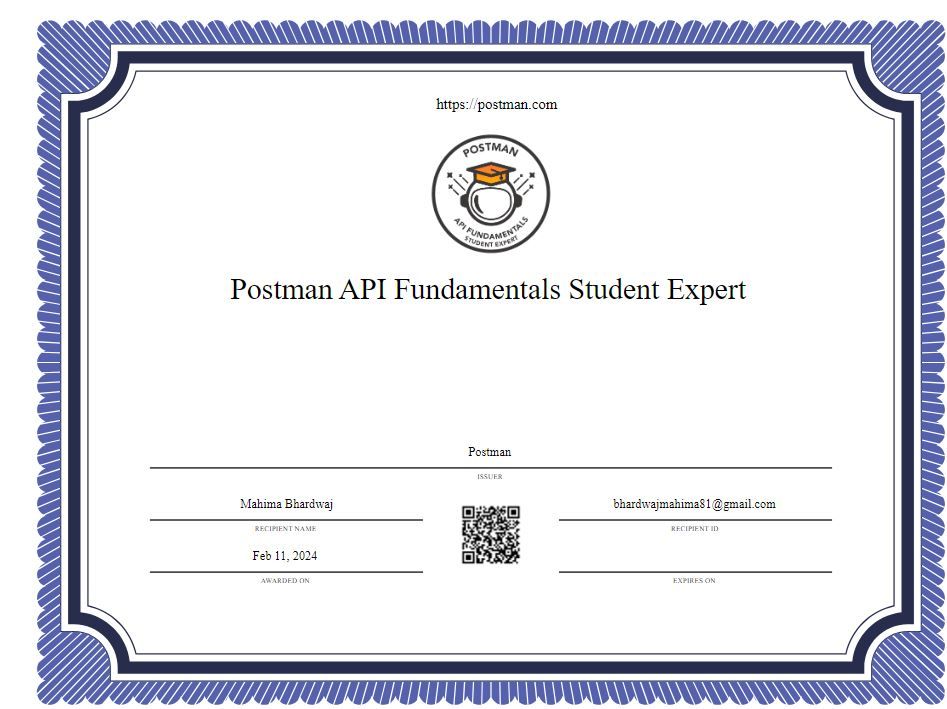 https://postman.com
POSTMAN
API FUNDAMENTALS
STUDENT EXPERT
Postman API Fundamentals Student Expert
Postman
ISSUER
Mahima Bhardwaj
RECIPIENT NAME
bhardwajmahima81@gmail.com
RECIPIENT ID
Feb 11, 2024
AWARDED ON
EXPIRES ON